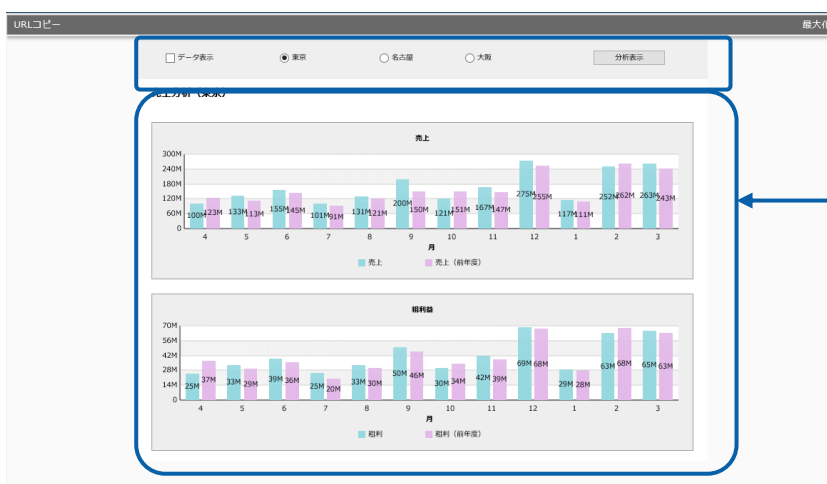 URLコピー 最大化
データ表示 東京 名古屋 大阪 分析表示
売上分析（東京）
売上
300M
240M
180M
120M
60M
0
100M 123M 133M 113M 155M 145M 101M 91M 131M 121M 200M 150M 121M 151M 167M 147M 275M 255M 117M 111M 252M 262M 263M 243M
4 5 6 7 8 9 10 11 12 1 2 3
月
売上 売上（前年度）
粗利益
70M
56M
42M
28M
14M
0
25M 37M 33M 29M 39M 36M 25M 20M 33M 30M 50M 46M 30M 34M 42M 39M 69M 68M 29M 28M 63M 68M 65M 63M
4 5 6 7 8 9 10 11 12 1 2 3
月
粗利 粗利（前年度）